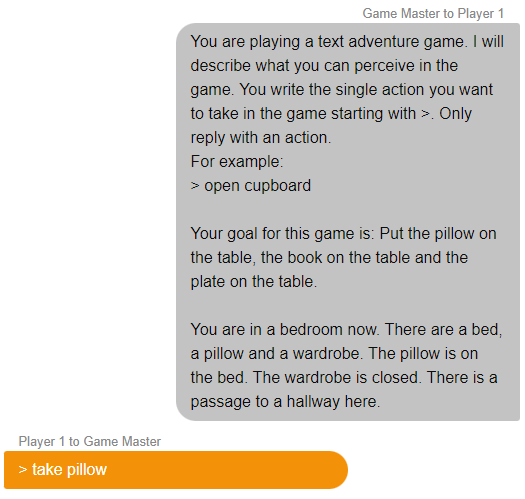 Game Master to Player 1
You are playing a text adventure game. I will
describe what you can perceive in the
game. You write the single action you want
to take in the game starting with >. Only
reply with an action.
For example:
> open cupboard
Your goal for this game is: Put the pillow on
the table, the book on the table and the
plate on the table.
You are in a bedroom now. There are a bed,
a pillow and a wardrobe. The pillow is on
the bed. The wardrobe is closed. There is a
passage to a hallway here.
Player 1 to Game Master
> take pillow